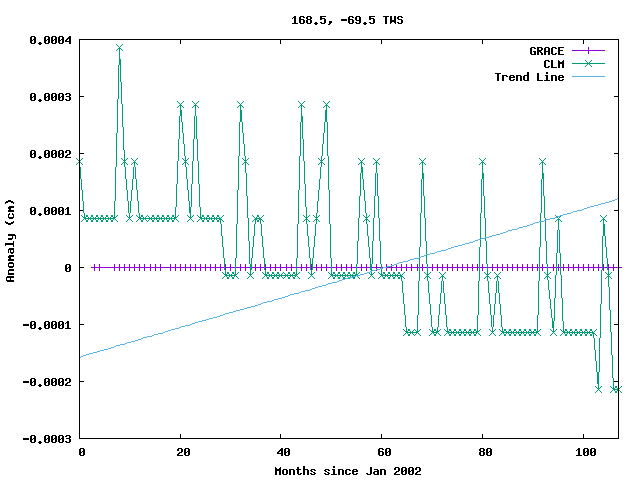 168.5, -69.5 TWS
0.0004
0.0003
0.0002
0.0001
0
-0.0001
-0.0002
-0.0003
Anomaly (cm)
GRACE
CLM
Trend Line
0 20 40 60 80 100
Months since Jan 2002